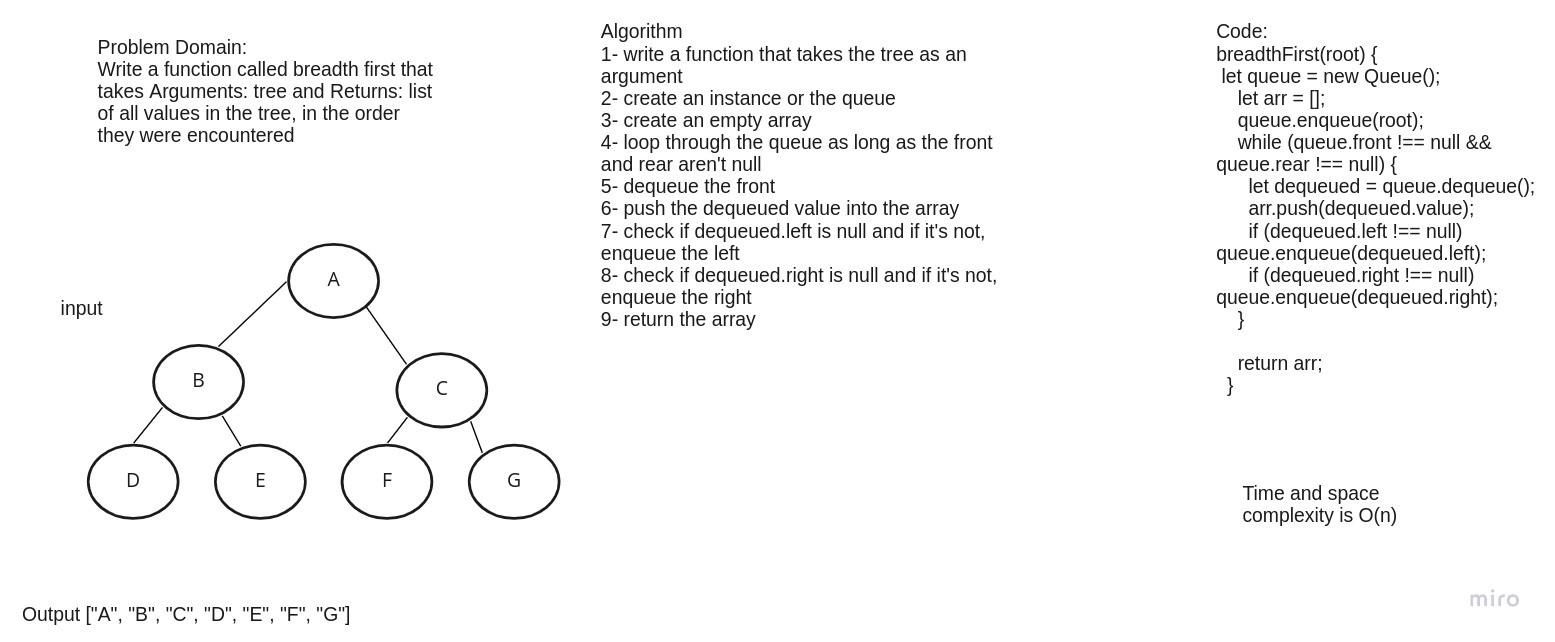 Problem Domain:
Write a function called breadth first that
takes Arguments: tree and Returns: list
of all values in the tree, in the order
they were encountered
input
A
B
C
D
E
F
G
Output ["A", "B", "C", "D", "E", "F", "G"]
Algorithm
1- write a function that takes the tree as an
argument
2- create an instance or the queue
3- create an empty array
4- loop through the queue as long as the front
and rear aren't null
5- dequeue the front
6- push the dequeued value into the array
7- check if dequeued.left is null and if it's not,
enqueue the left
8- check if dequeued.right is null and if it's not,
enqueue the right
9- return the array
Code:
breadthFirst(root) {
let queue = new Queue();
let arr = [];
queue.enqueue(root);
while (queue.front !== null &&
queue.rear !== null) {
let dequeued = queue.dequeue();
arr.push(dequeued.value);
if (dequeued.left !== null)
queue.enqueue(dequeued.left);
if (dequeued.right !== null)
queue.enqueue(dequeued.right);
}
return arr;
}
Time and space
complexity is O(n)
miro